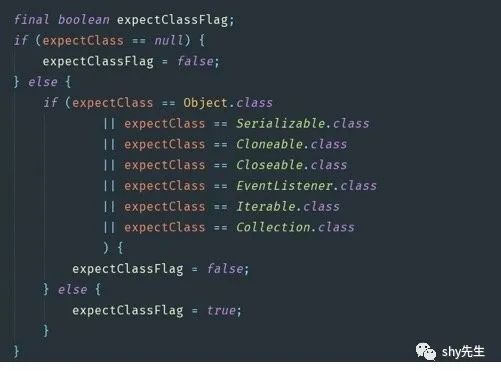 final boolean expectClassFlag;
if (expectClass == null) {
    expectClassFlag = false;
} else {
    if (expectClass == Object.class
            || expectClass == Serializable.class
            || expectClass == Cloneable.class
            || expectClass == Closeable.class
            || expectClass == EventListener.class
            || expectClass == Iterable.class
            || expectClass == Collection.class
            ) {
        expectClassFlag = false;
    } else {
        expectClassFlag = true;
    }
}
shy先生